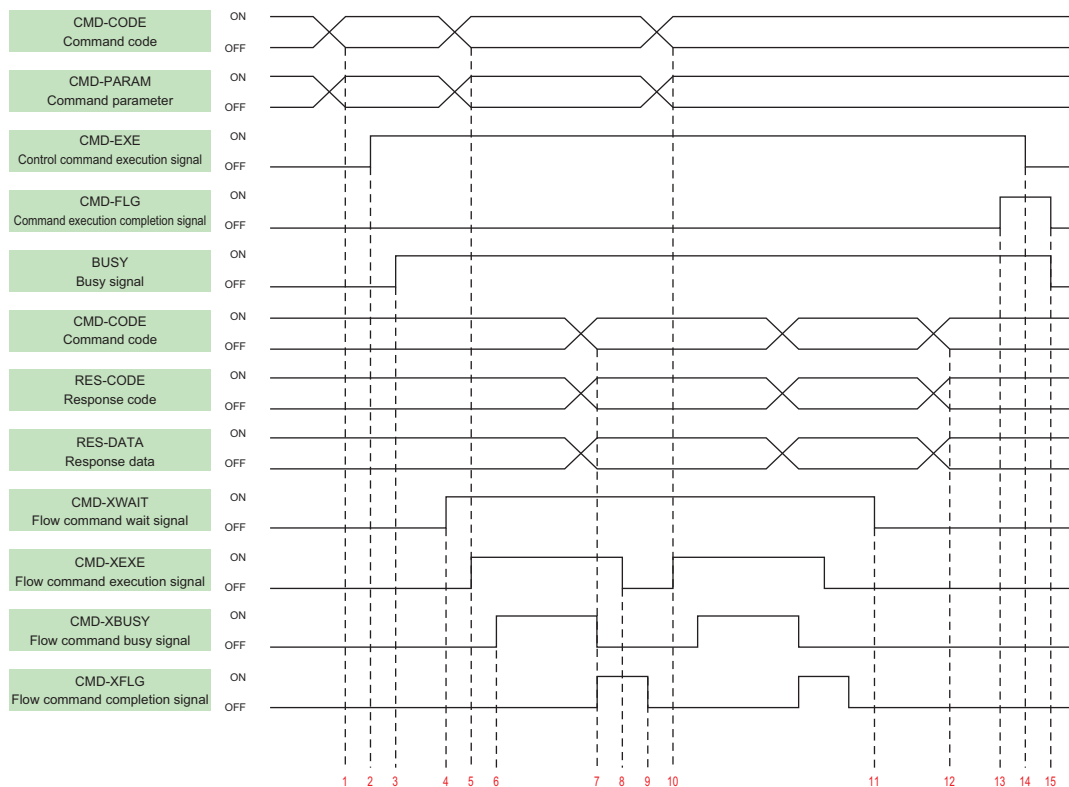 CMD-CODE
Command code
ON
OFF
CMD-PARAM
Command parameter
ON
OFF
CMD-EXE
Control command execution signal
ON
OFF
CMD-FLG
Command execution completion signal
ON
OFF
BUSY
Busy signal
ON
OFF
CMD-CODE
Command code
ON
OFF
RES-CODE
Response code
ON
OFF
RES-DATA
Response data
ON
OFF
CMD-XWAIT
Flow command wait signal
ON
OFF
CMD-XEXE
Flow command execution signal
ON
OFF
CMD-XBUSY
Flow command busy signal
ON
OFF
CMD-XFLG
Flow command completion signal
ON
OFF
1 2 3 4 5 6 7 8 9 10 11 12 13 14 15